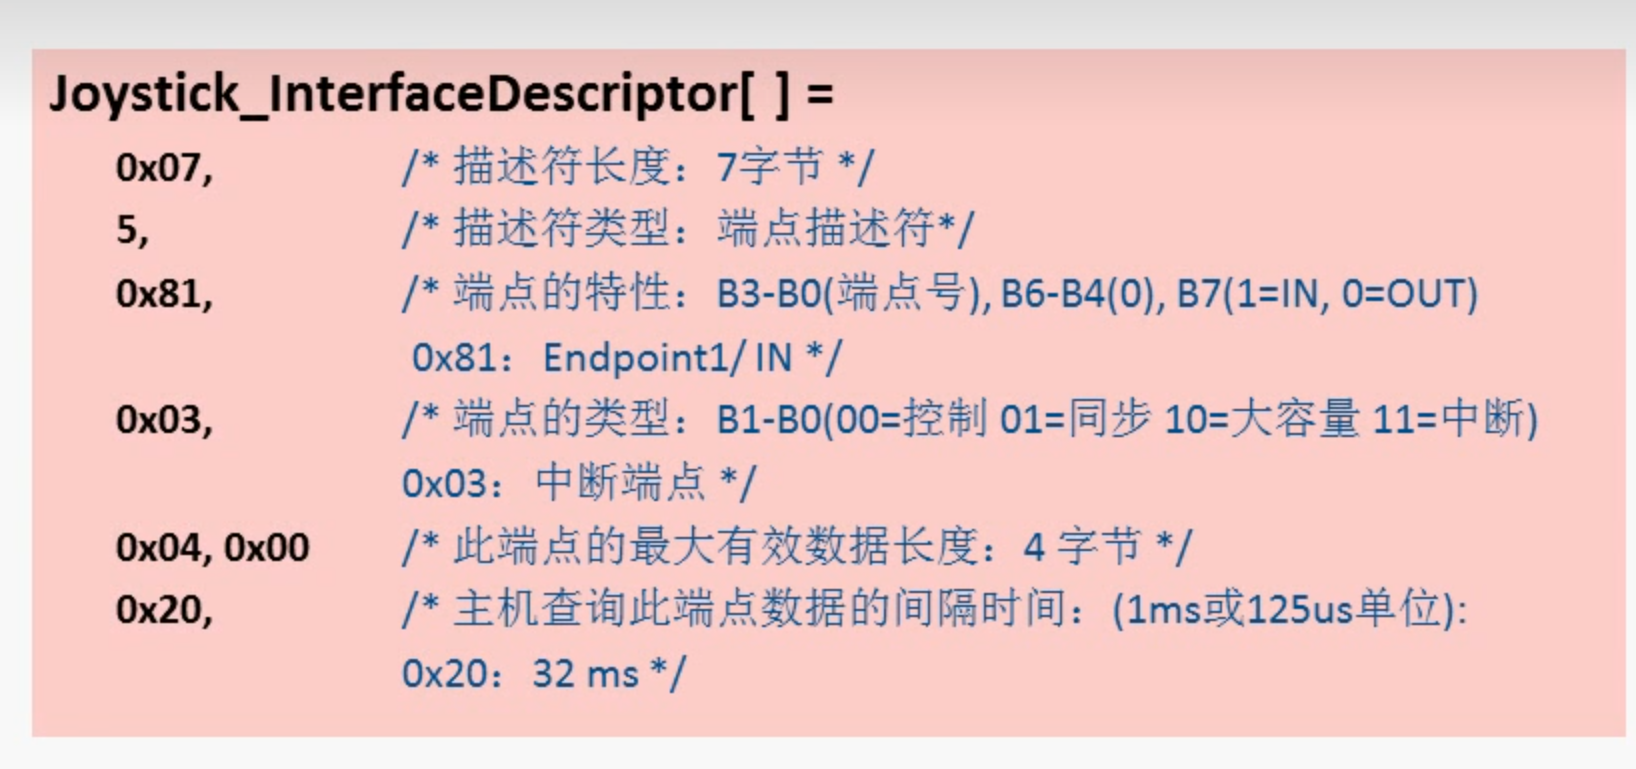 Joystick_InterfaceDescriptor[ ] =
0x07, /* 描述符长度：7字节 */
5, /* 描述符类型：端点描述符*/
0x81, /* 端点的特性：B3-B0(端点号), B6-B4(0), B7(1=IN, 0=OUT)
0x81：Endpoint1/ IN */
0x03, /* 端点的类型：B1-B0(00=控制 01=同步 10=大容量 11=中断)
0x03：中断端点 */
0x04, 0x00 /* 此端点的最大有效数据长度：4 字节 */
0x20, /* 主机查询此端点数据的间隔时间：(1ms或125us单位):
0x20：32 ms */